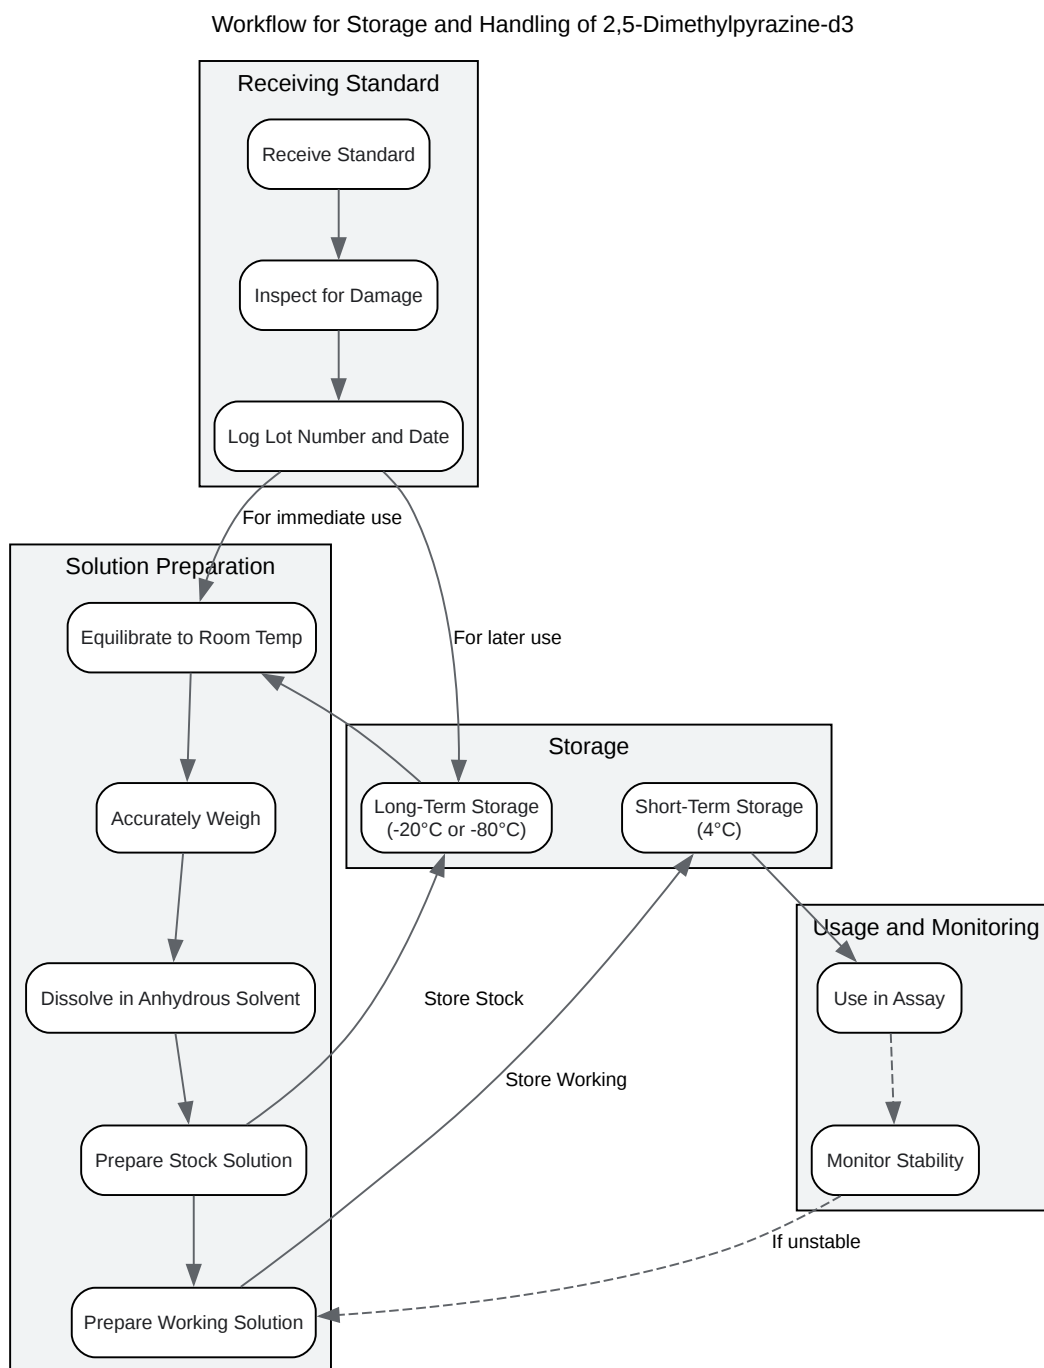 Workflow for Storage and Handling of 2,5-Dimethylpyrazine-d3
Receiving Standard
Receive Standard
Inspect for Damage
Log Lot Number and Date
For immediate use
Solution Preparation
Equilibrate to Room Temp
For later use
Storage
Accurately Weigh
Long-Term Storage
(-20°C or -80°C)
Short-Term Storage
(4°C)
Usage and Monitoring
Dissolve in Anhydrous Solvent
Store Stock
Use in Assay
Store Working
Prepare Stock Solution
Monitor Stability
If unstable
Prepare Working Solution